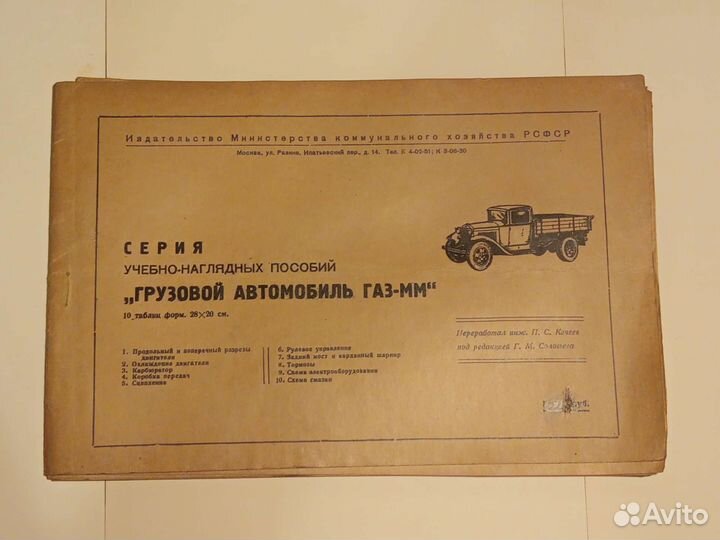 Издательство Министерства коммунального хозяйства РСФСР
Москва, ул. Разина, Ипатьевский пер., д. 14. Тел. К 4-02-51; К 5-06-30
СЕРИЯ
УЧЕБНО-НАГЛЯДНЫХ ПОСОБИЙ
„ГРУЗОВОЙ АВТОМОБИЛЬ ГАЗ-ММ“
10 таблиц форм. 28×20 см.
Переработал инж. П. С. Качеев
под редакцией Г. М.
1. Продольный и поперечный разрезы
двигателя
2. Охлаждение двигателя
3. Карбюратор
4. Коробка передач
5. Сцепление
6. Рулевое управление
7. Задний мост и карданный шарнир
8. Тормозы
9. Схема электрооборудования
10. Схема смазки
руб.
Avito